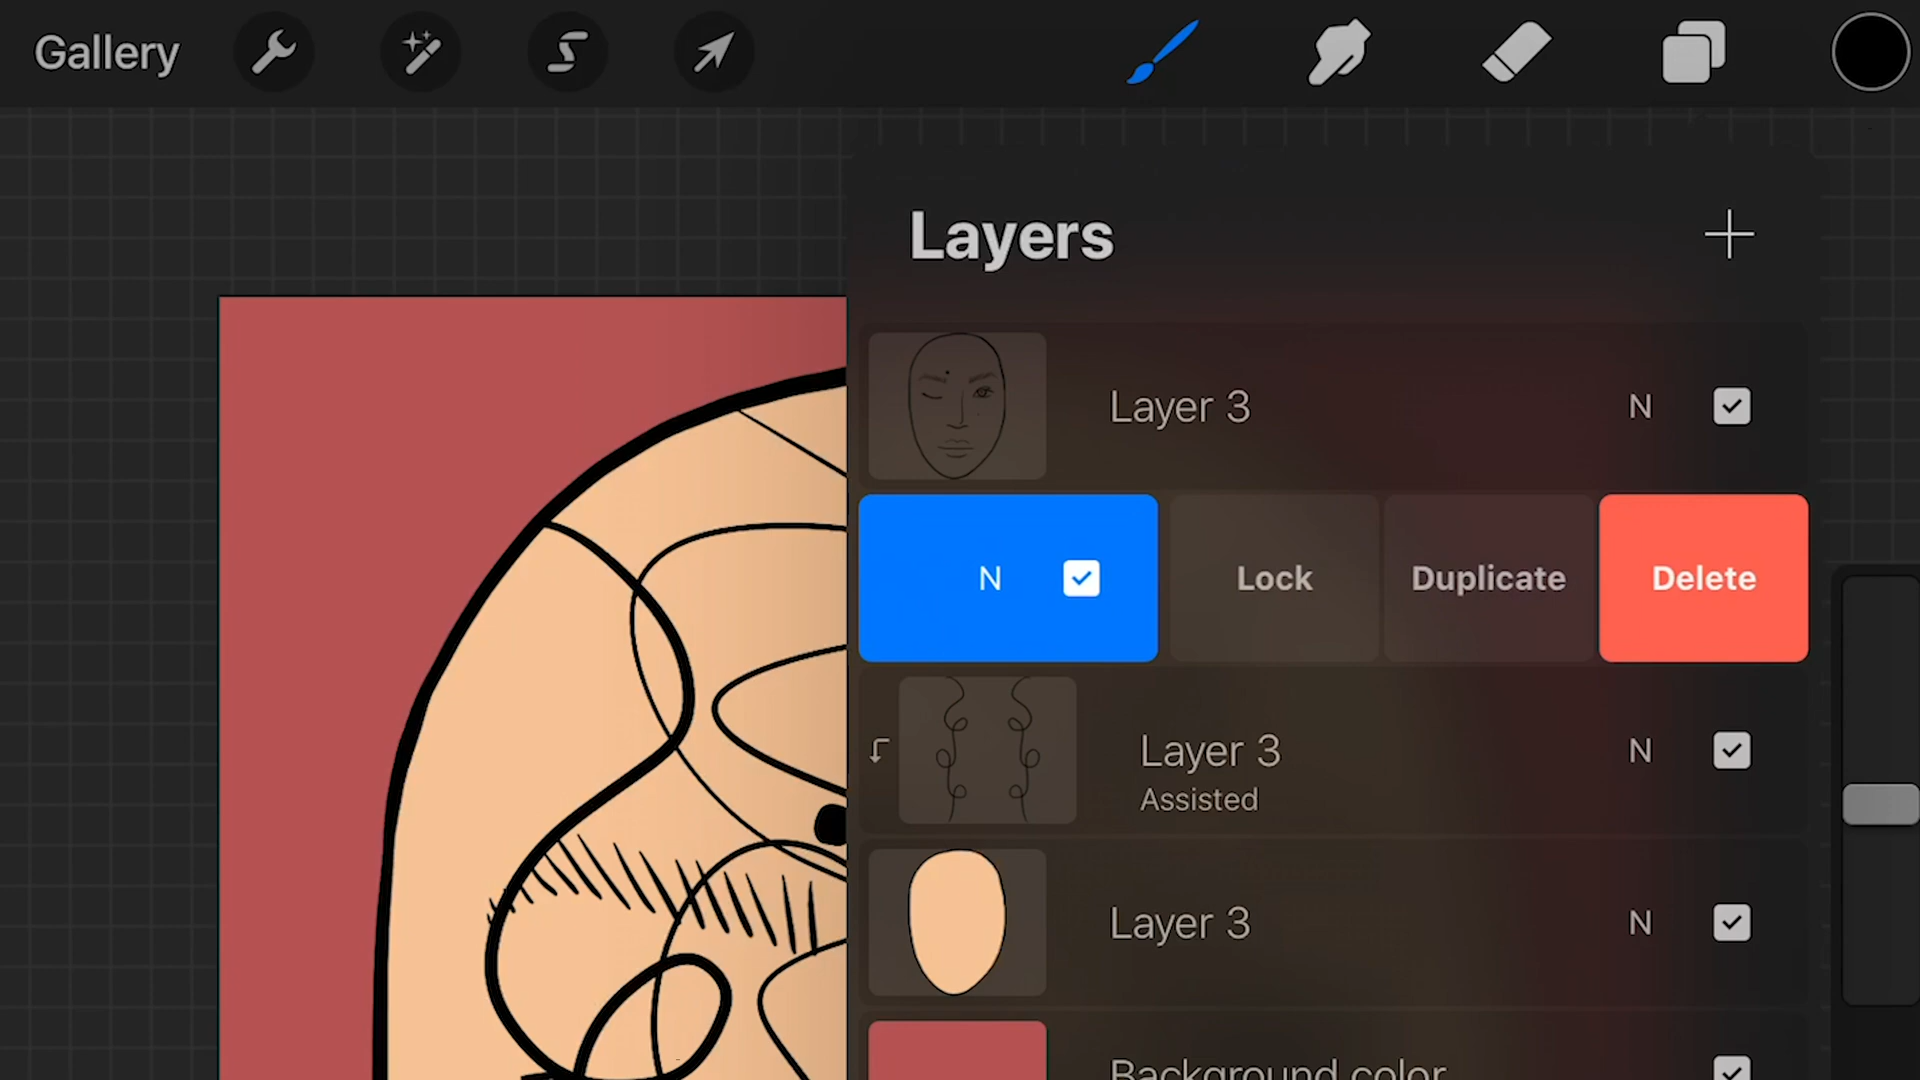 Gallery
Layers
Layer 3 N
N Lock Duplicate Delete
Layer 3 N
Assisted
Layer 3 N
Background color